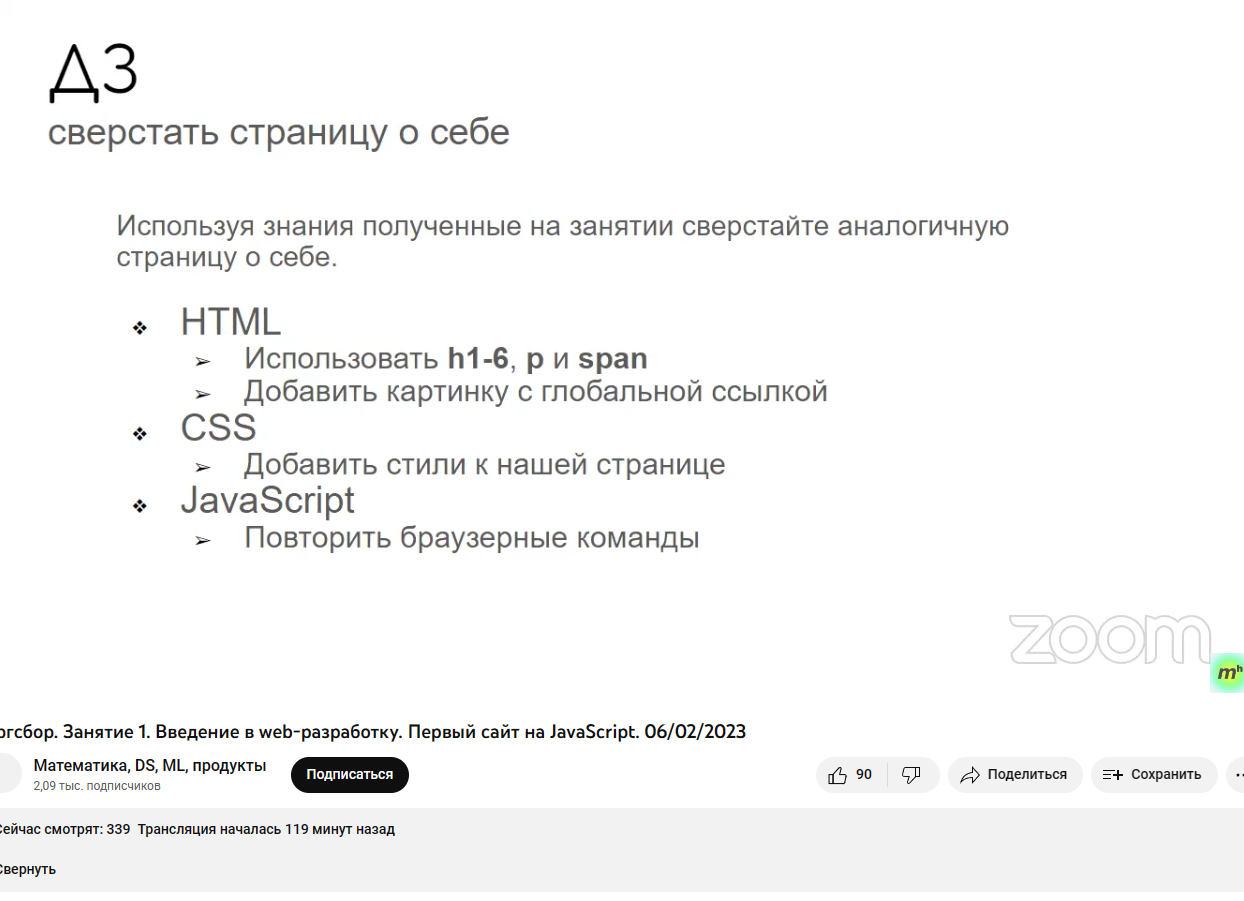 ДЗ
сверстать страницу о себе
Используя знания полученные на занятии сверстайте аналогичную
страницу о себе.
❖ HTML
➢ Использовать h1-6, p и span
➢ Добавить картинку с глобальной ссылкой
❖ CSS
➢ Добавить стили к нашей странице
❖ JavaScript
➢ Повторить браузерные команды
zoom
mh
Занятие 1. Введение в web-разработку. Первый сайт на JavaScript. 06/02/2023
Математика, DS, ML, продукты
2,09 тыс. подписчиков
Подписаться
90
Поделиться
Сохранить
Сейчас смотрят: 339 Трансляция началась 119 минут назад
Свернуть